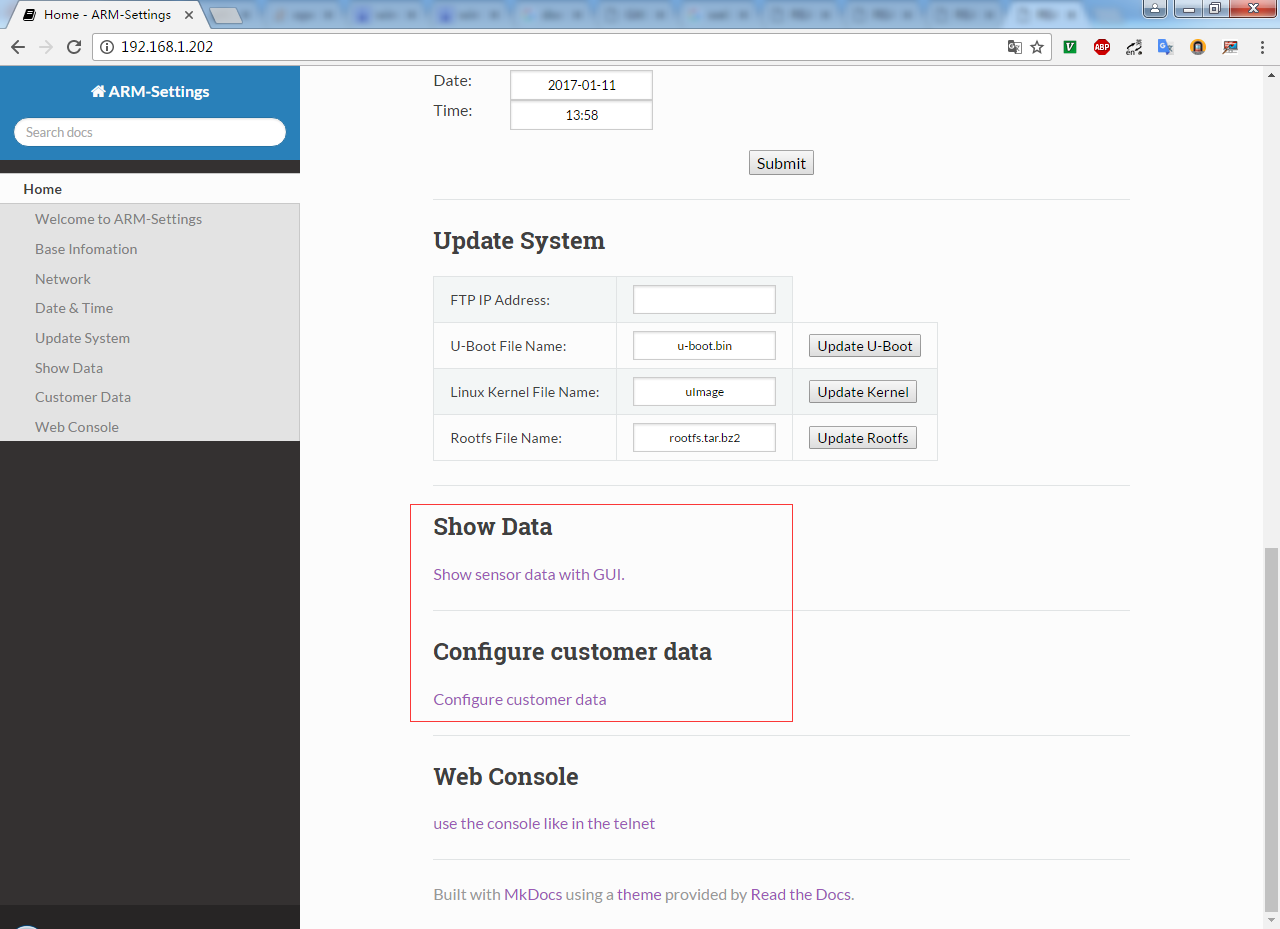 Home - ARM-Settings
192.168.1.202
ARM-Settings
Search docs
Home
Welcome to ARM-Settings
Base Infomation
Network
Date & Time
Update System
Show Data
Customer Data
Web Console
Date: 2017-01-11
Time: 13:58
Submit
Update System
FTP IP Address:
U-Boot File Name: u-boot.bin Update U-Boot
Linux Kernel File Name: uImage Update Kernel
Rootfs File Name: rootfs.tar.bz2 Update Rootfs
Show Data
Show sensor data with GUI.
Configure customer data
Configure customer data
Web Console
use the console like in the telnet
Built with MkDocs using a theme provided by Read the Docs.